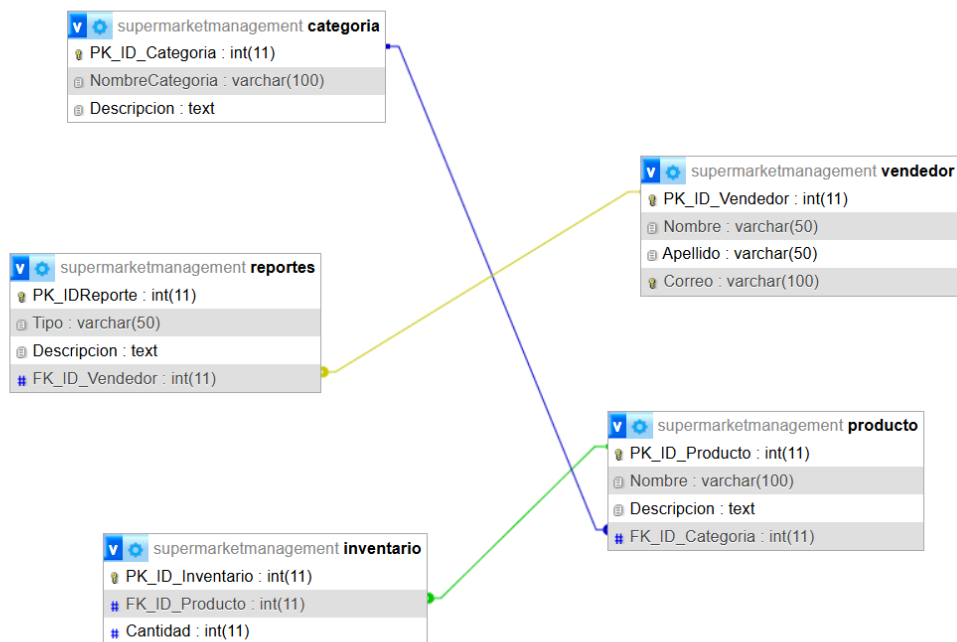 supermarketmanagement categoria
PK_ID_Categoria : int(11)
NombreCategoria : varchar(100)
Descripcion : text
supermarketmanagement vendedor
PK_ID_Vendedor : int(11)
Nombre : varchar(50)
Apellido : varchar(50)
Correo : varchar(100)
supermarketmanagement reportes
PK_IDReporte : int(11)
Tipo : varchar(50)
Descripcion : text
# FK_ID_Vendedor : int(11)
supermarketmanagement producto
PK_ID_Producto : int(11)
Nombre : varchar(100)
Descripcion : text
# FK_ID_Categoria : int(11)
supermarketmanagement inventario
PK_ID_Inventario : int(11)
# FK_ID_Producto : int(11)
# Cantidad : int(11)